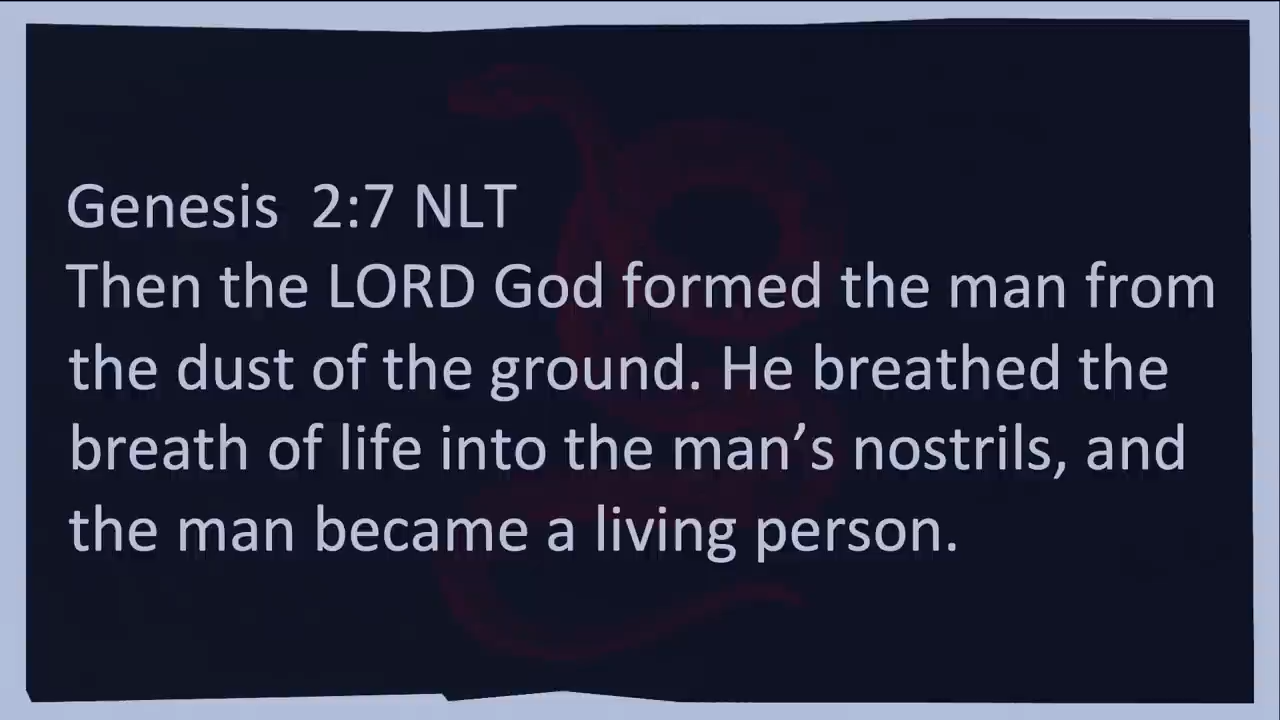 Genesis  2:7 NLT
Then the LORD God formed the man from
the dust of the ground. He breathed the
breath of life into the man’s nostrils, and
the man became a living person.